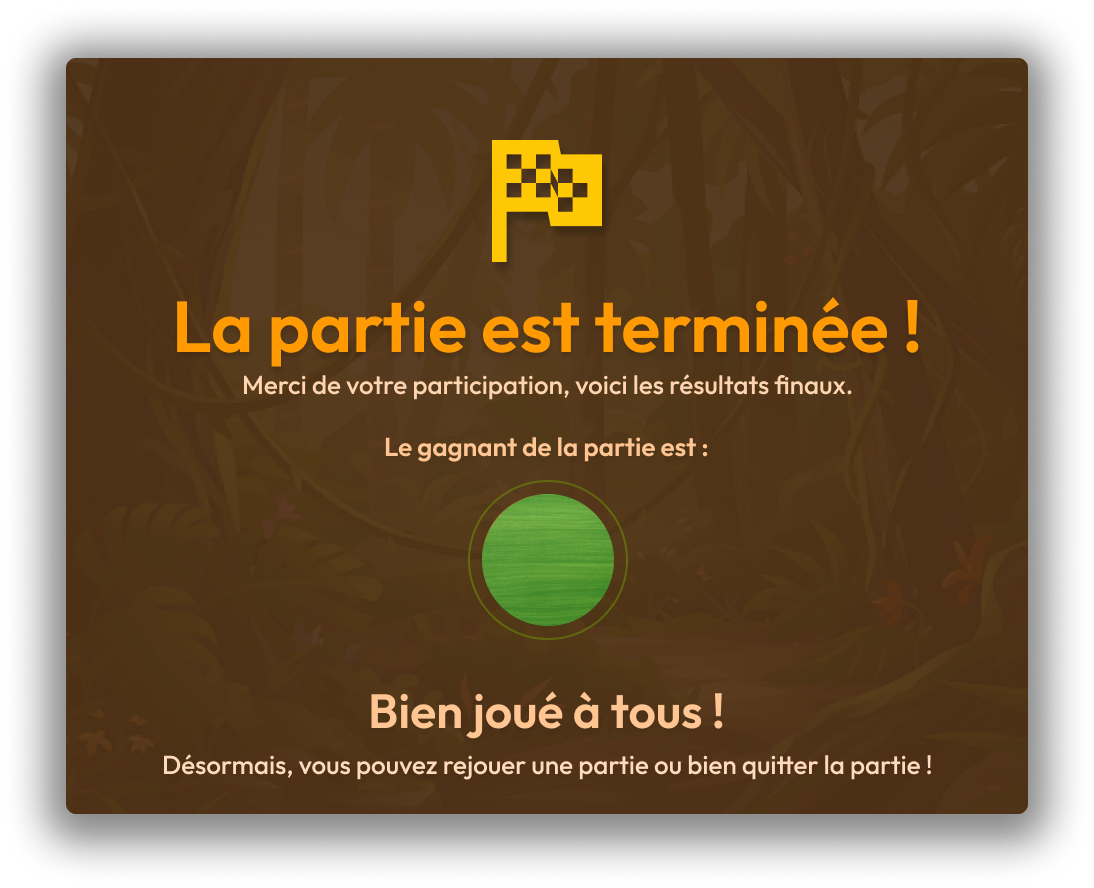 La partie est terminée !
Merci de votre participation, voici les résultats finaux.
Le gagnant de la partie est :
Bien joué à tous !
Désormais, vous pouvez rejouer une partie ou bien quitter la partie !